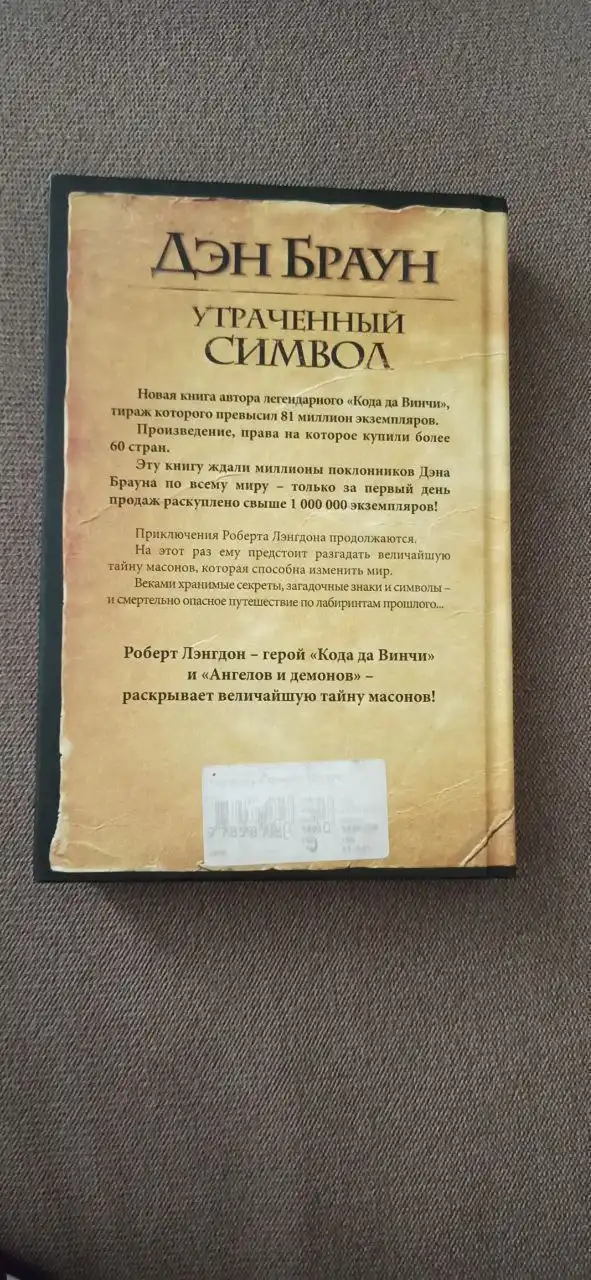 ДЭН БРАУН
УТРАЧЕННЫЙ
СИМВОЛ
Новая книга автора легендарного «Кода да Винчи»,
тираж которого превысил 81 миллион экземпляров.
Произведение, права на которое купили более
60 стран.
Эту книгу ждали миллионы поклонников Дэна
Брауна по всему миру – только за первый день
продаж раскуплено свыше 1 000 000 экземпляров!
Приключения Роберта Лэнгдона продолжаются.
На этот раз ему предстоит разгадать величайшую
тайну масонов, которая способна изменить мир.
Веками хранимые секреты, загадочные знаки и символы –
и смертельно опасное путешествие по лабиринтам прошлого...
Роберт Лэнгдон – герой «Кода да Винчи»
и «Ангелов и демонов» –
раскрывает величайшую тайну масонов!